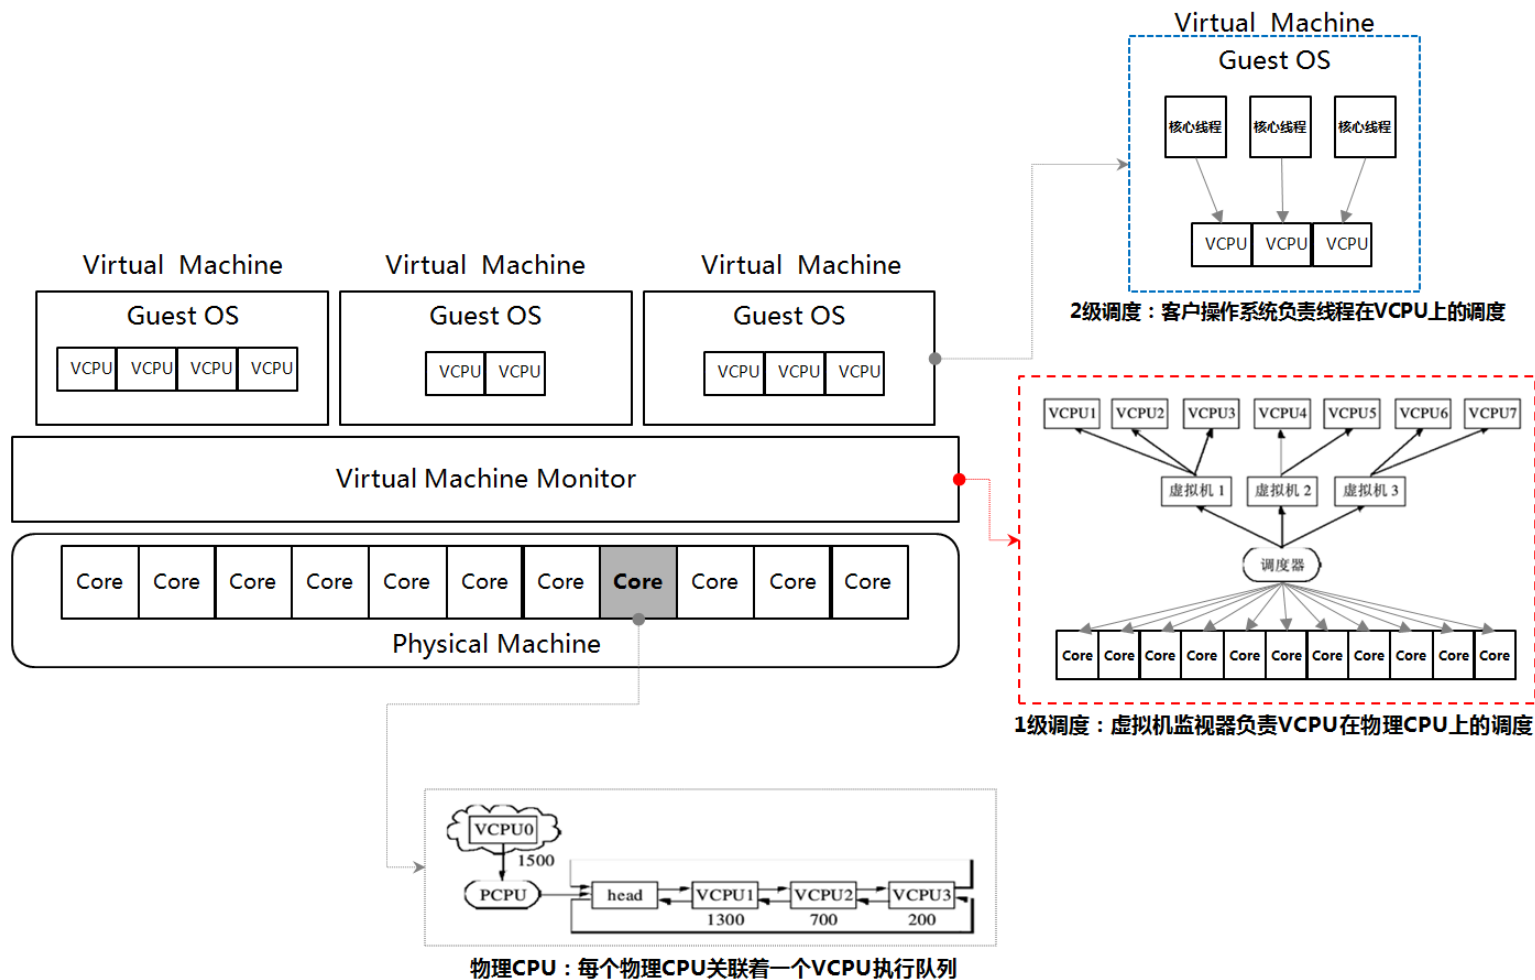 Virtual Machine
Guest OS
核心线程 核心线程 核心线程
VCPU VCPU VCPU
2级调度：客户操作系统负责线程在VCPU上的调度
Virtual Machine Virtual Machine Virtual Machine
Guest OS Guest OS Guest OS
VCPU VCPU VCPU VCPU VCPU VCPU VCPU VCPU VCPU
Virtual Machine Monitor
Core Core Core Core Core Core Core Core Core Core Core
Physical Machine
VCPU1 VCPU2 VCPU3 VCPU4 VCPU5 VCPU6 VCPU7
虚拟机 1 虚拟机 2 虚拟机 3
调度器
Core Core Core Core Core Core Core Core Core Core Core
1级调度：虚拟机监视器负责VCPU在物理CPU上的调度
VCPU0
1500
PCPU head VCPU1 VCPU2 VCPU3
1300 700 200
物理CPU：每个物理CPU关联着一个VCPU执行队列